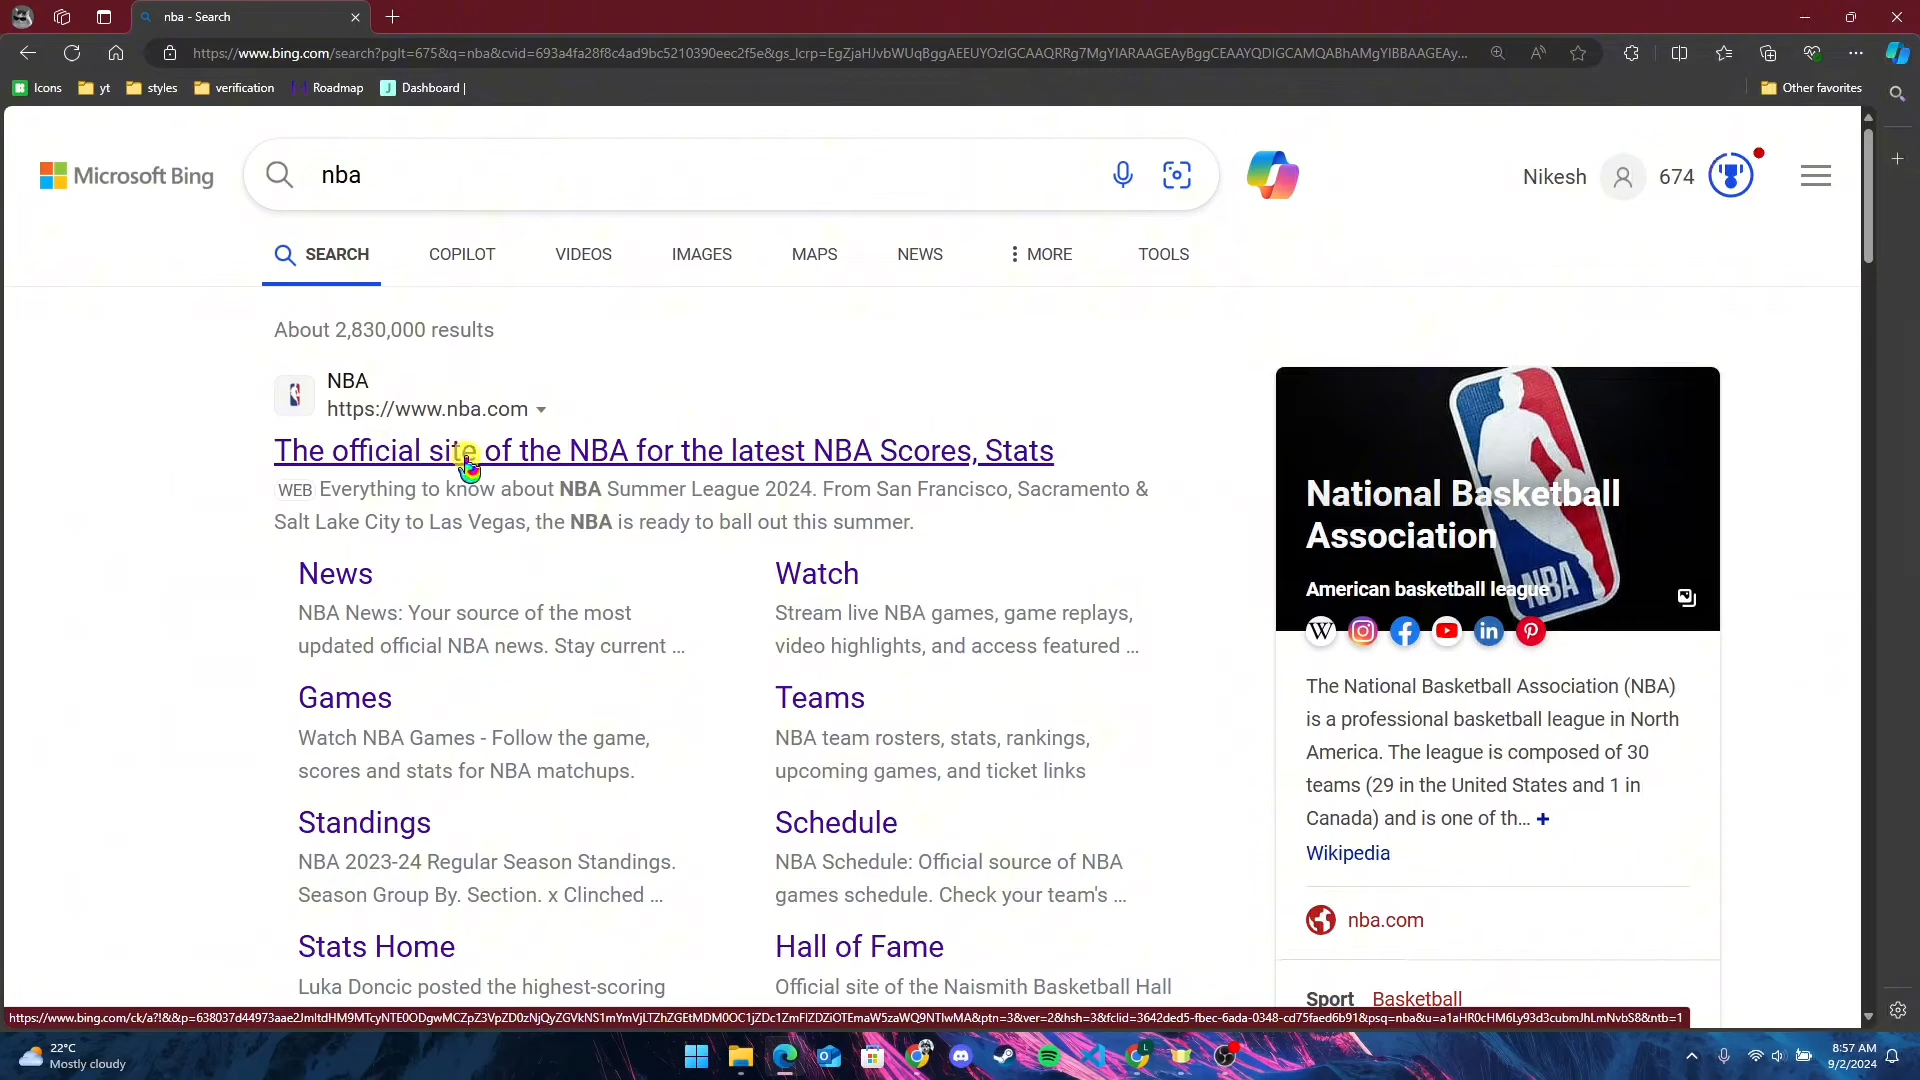 nba - Search
https://www.bing.com/search?pglt=675&q=nba&cvid=693a4fa28f8c4ad9bc5210390eec2f5e&gs_lcrp=EgZjaHJvbWUqBggAEEUYOzIGCAAQRRg7MgYIARAAGEAyBggCEAAYQDIGCAMQABhAMgYIBBAAGEAy...
Icons
yt
styles
verification
Roadmap
Dashboard |
Other favorites
Microsoft Bing
nba
Nikesh
674
SEARCH
COPILOT
VIDEOS
IMAGES
MAPS
NEWS
MORE
TOOLS
About 2,830,000 results
NBA
https://www.nba.com
The official site of the NBA for the latest NBA Scores, Stats
WEB Everything to know about NBA Summer League 2024. From San Francisco, Sacramento &
Salt Lake City to Las Vegas, the NBA is ready to ball out this summer.
News
NBA News: Your source of the most
updated official NBA news. Stay current ...
Watch
Stream live NBA games, game replays,
video highlights, and access featured ...
Games
Watch NBA Games - Follow the game,
scores and stats for NBA matchups.
Teams
NBA team rosters, stats, rankings,
upcoming games, and ticket links
Standings
NBA 2023-24 Regular Season Standings.
Season Group By. Section. x Clinched ...
Schedule
NBA Schedule: Official source of NBA
games schedule. Check your team's ...
Stats Home
Luka Doncic posted the highest-scoring
Hall of Fame
Official site of the Naismith Basketball Hall
NBA
National Basketball
Association
American basketball league
The National Basketball Association (NBA)
is a professional basketball league in North
America. The league is composed of 30
teams (29 in the United States and 1 in
Canada) and is one of th... +
Wikipedia
nba.com
Sport Basketball
22°C
Mostly cloudy
8:57 AM
9/2/2024